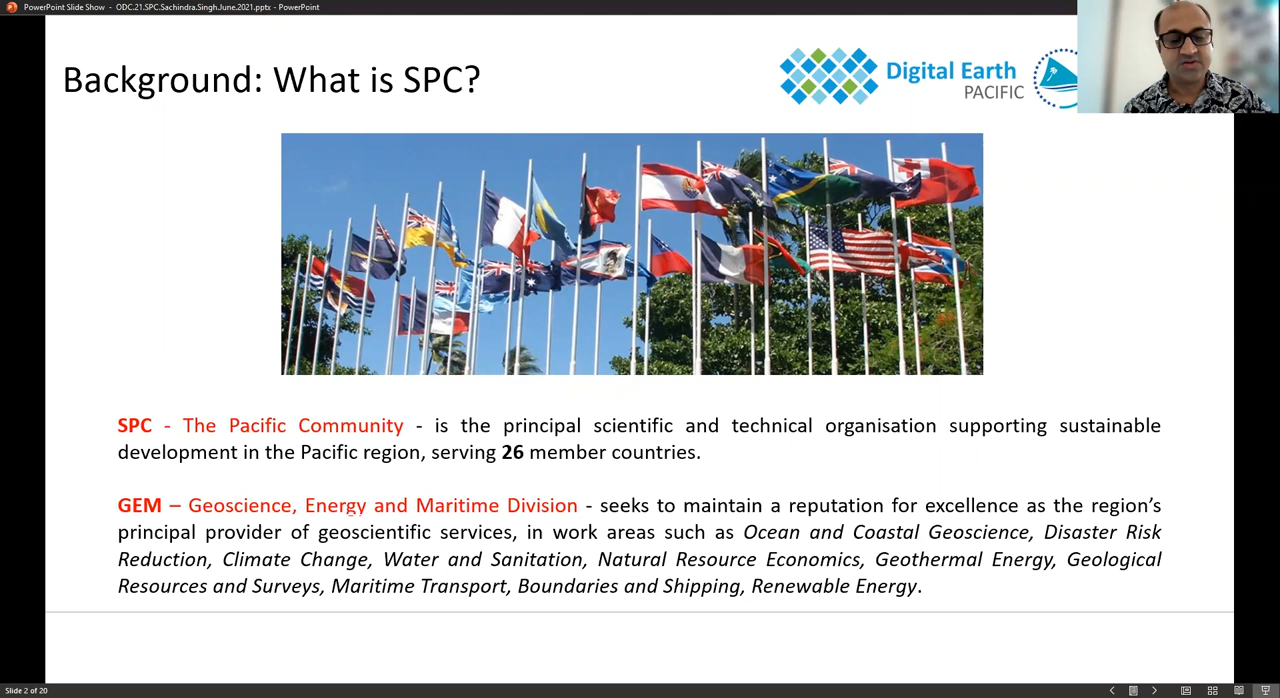 PowerPoint Slide Show - ODC.21.SPC.Sachindra.Singh.June.2021.pptx - PowerPoint
Background: What is SPC?
Digital Earth
PACIFIC
SPC - The Pacific Community - is the principal scientific and technical organisation supporting sustainable
development in the Pacific region, serving 26 member countries.
GEM – Geoscience, Energy and Maritime Division - seeks to maintain a reputation for excellence as the region's
principal provider of geoscientific services, in work areas such as Ocean and Coastal Geoscience, Disaster Risk
Reduction, Climate Change, Water and Sanitation, Natural Resource Economics, Geothermal Energy, Geological
Resources and Surveys, Maritime Transport, Boundaries and Shipping, Renewable Energy.
Slide 2 of 20